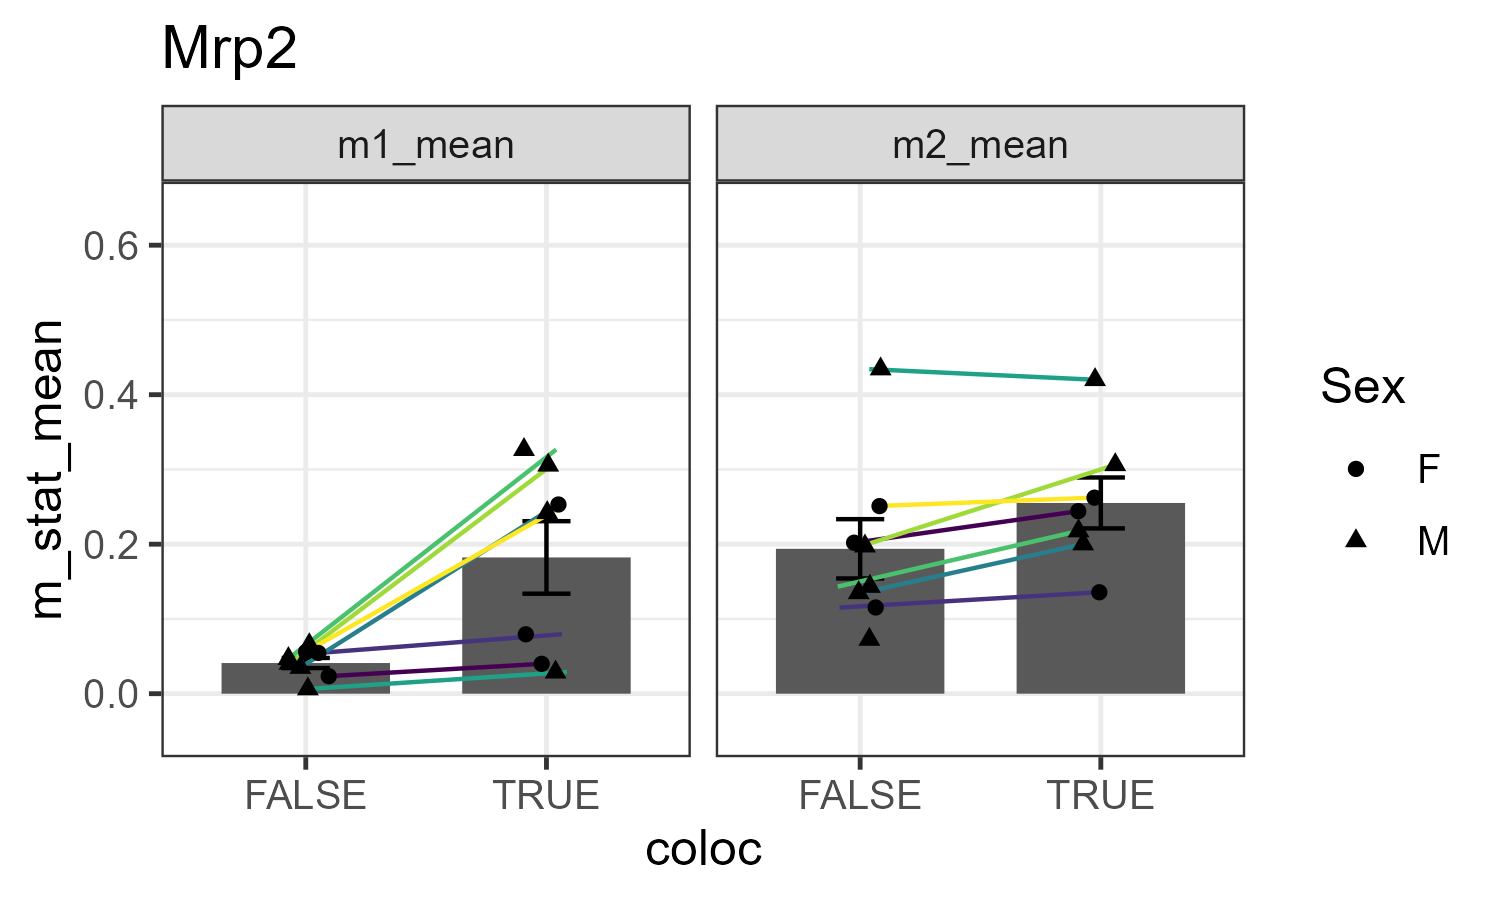 Mrp2
m1_mean
m2_mean
m_stat_mean
0.6
0.4
0.2
0.0
FALSE
TRUE
FALSE
TRUE
coloc
Sex
F
M